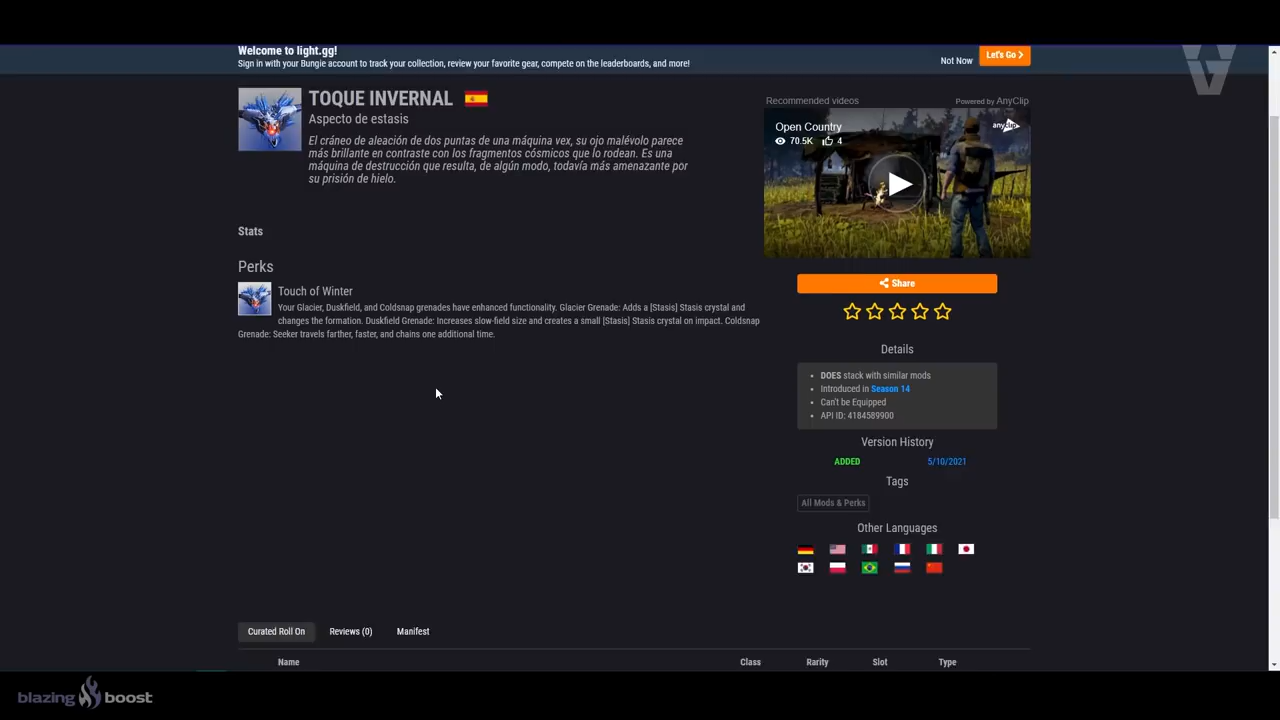 Welcome to light.gg!
Sign in with your Bungie account to track your collection, review your favorite gear, compete on the leaderboards, and more!
Not Now
Let's Go
TOQUE INVERNAL
Aspecto de estasis
El cráneo de aleación de dos puntas de una máquina vex, su ojo malévolo parece
más brillante en contraste con los fragmentos cósmicos que lo rodean. Es una
máquina de destrucción que resulta, de algún modo, todavía más amenazante por
su prisión de hielo.
Stats
Perks
Touch of Winter
Your Glacier, Duskfield, and Coldsnap grenades have enhanced functionality. Glacier Grenade: Adds a [Stasis] Stasis crystal and
changes the formation. Duskfield Grenade: Increases slow-field size and creates a small [Stasis] Stasis crystal on impact. Coldsnap
Grenade: Seeker travels farther, faster, and chains one additional time.
Recommended videos
Powered by AnyClip
Open Country
anyclip
70.5K 4
Share
Details
DOES stack with similar mods
Introduced in Season 14
Can't be Equipped
API ID: 4184589900
Version History
ADDED 5/10/2021
Tags
All Mods & Perks
Other Languages
Curated Roll On Reviews (0) Manifest
Name Class Rarity Slot Type
blazing boost